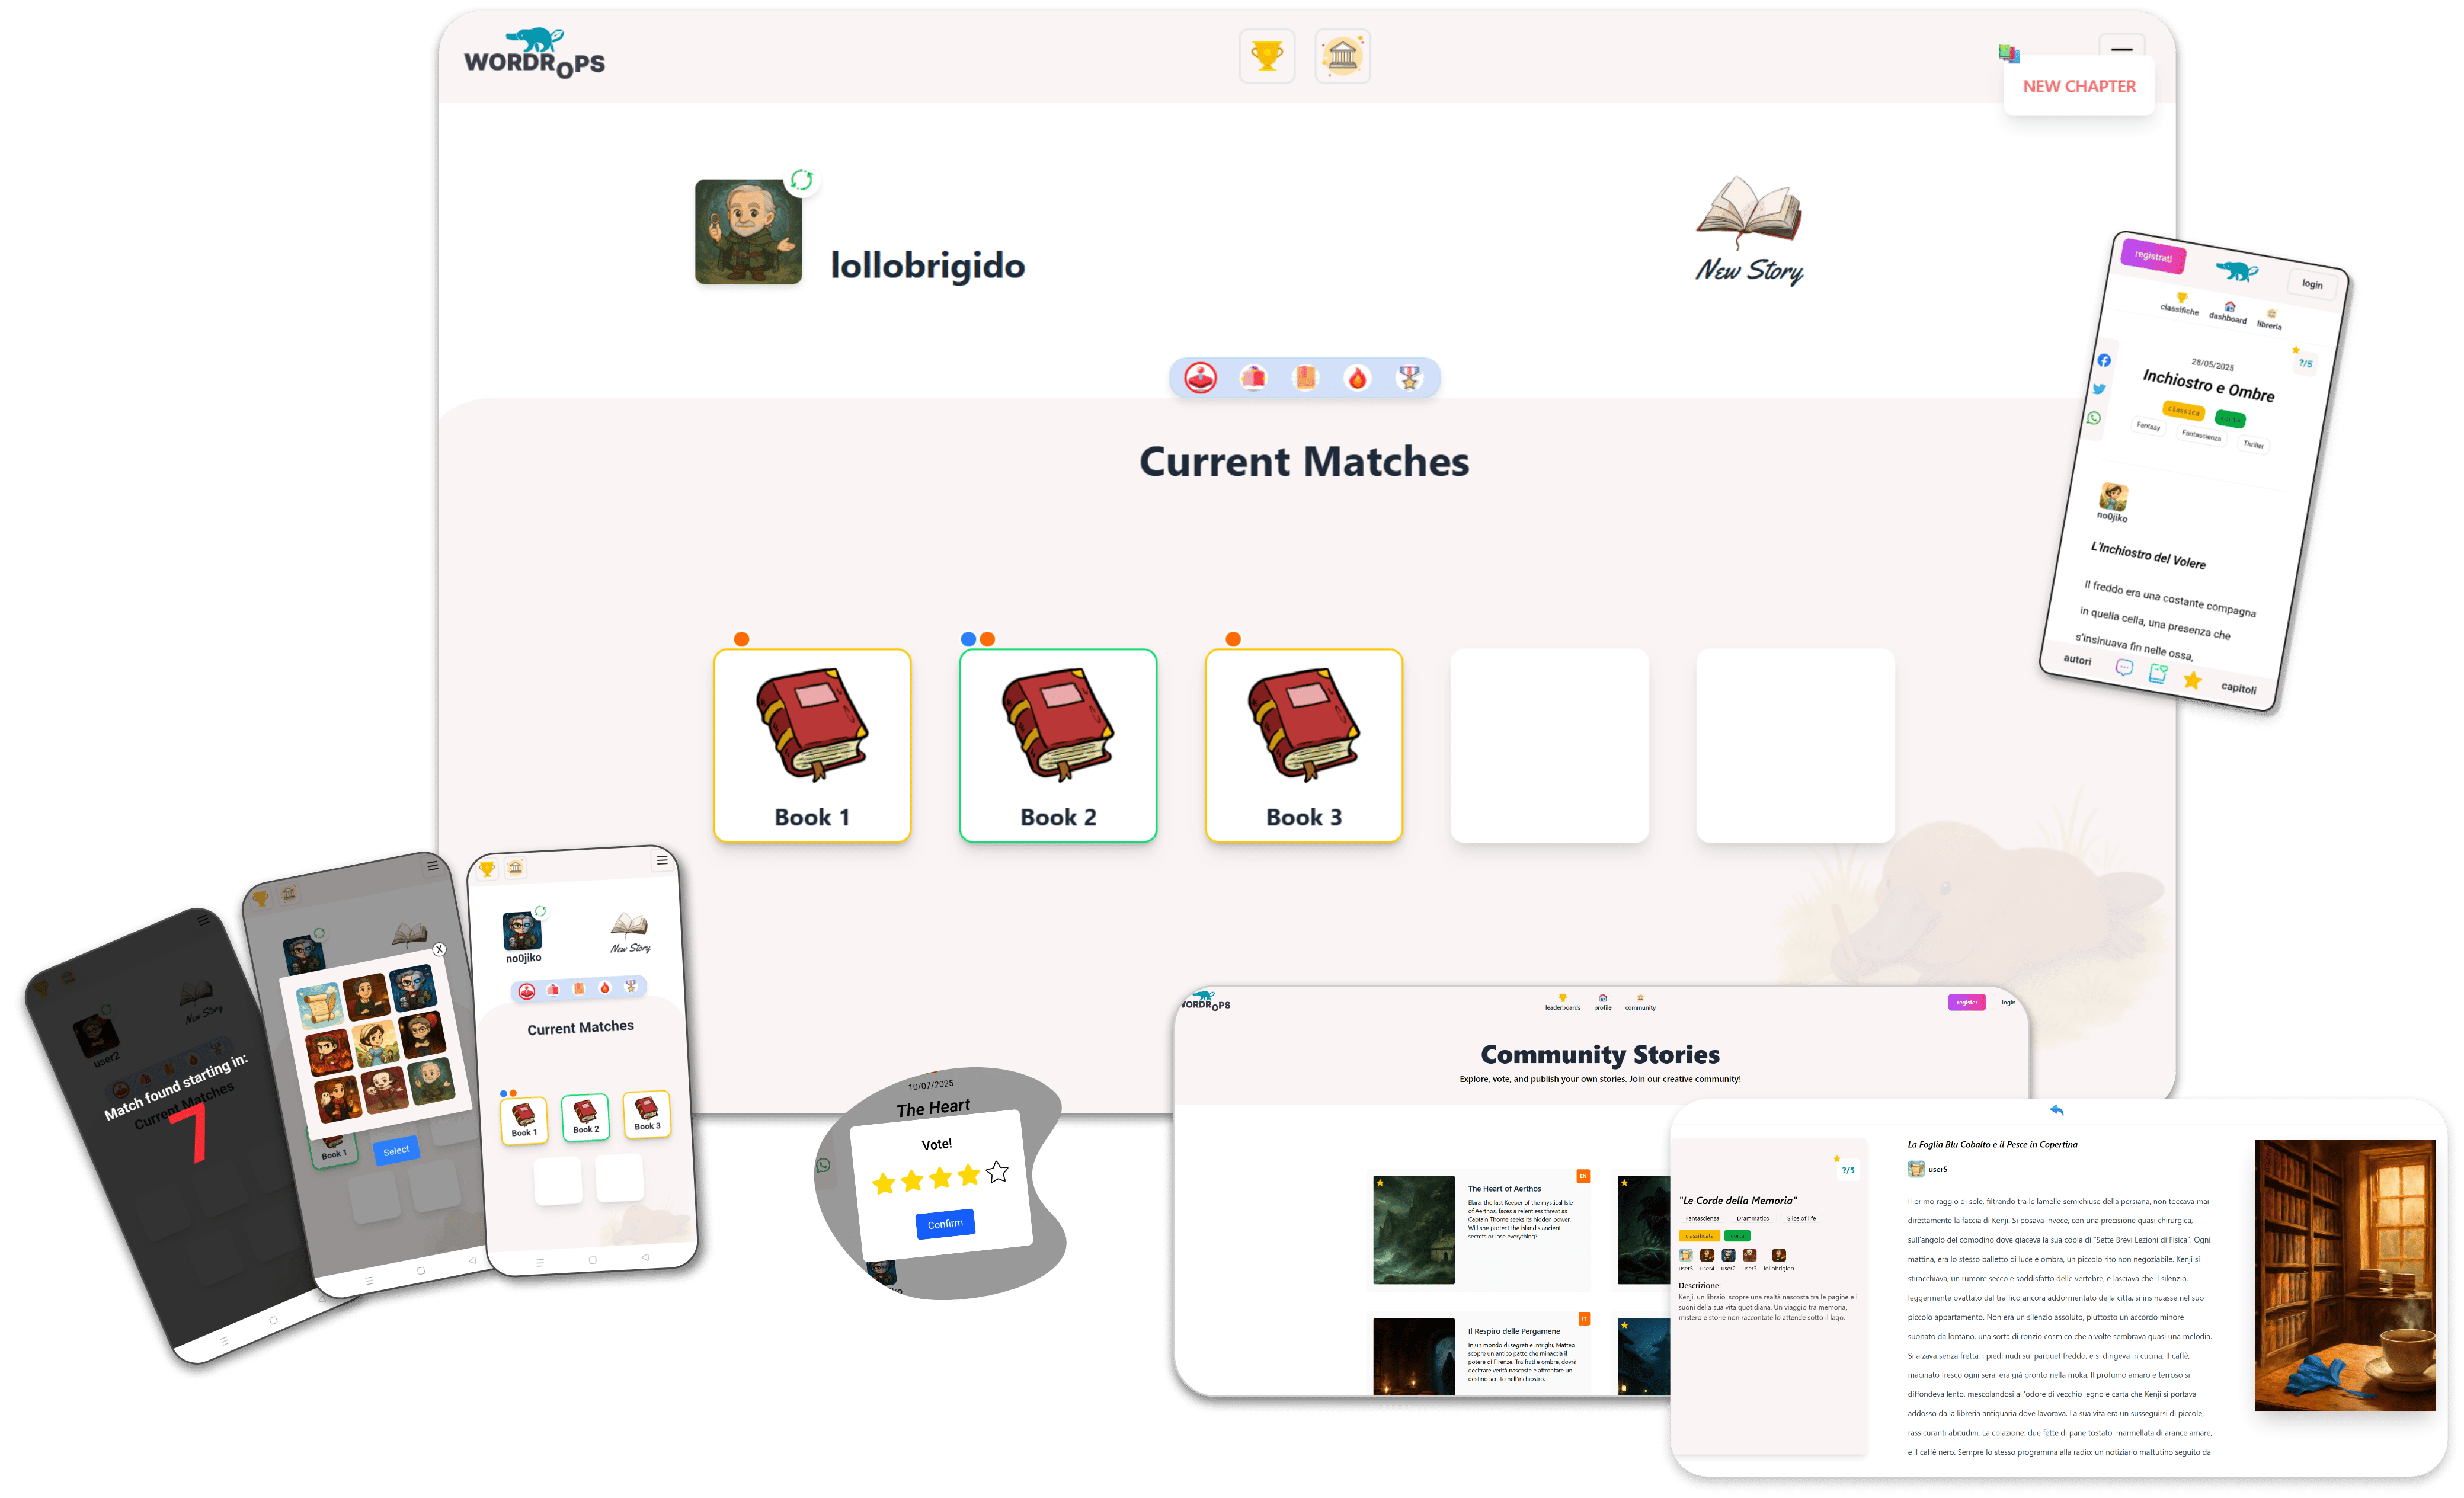 WORDROPS
NEW CHAPTER
lollobrigido
New Story
Current Matches
Book 1
Book 2
Book 3
registrati
login
classifiche
dashboard
libreria
28/05/2025
?/5
Inchiostro e Ombre
classica
Fantasy
Fantascienza
Thriller
no0jiko
L'Inchiostro del Volere
Il freddo era una costante compagna
in quella cella, una presenza che
s'insinuava fin nelle ossa,
autori
capitoli
New Story
user2
Match found starting in:
Current Matches
7
New Story
X
Book 1
Select
no0jiko
New Story
Current Matches
Book 1
Book 2
Book 3
10/07/2025
The Heart
Vote!
Confirm
WORDROPS
leaderboards
profile
community
register
login
Community Stories
Explore, vote, and publish your own stories. Join our creative community!
The Heart of Aerthos
EN
Elara, the last Keeper of the mystical Isle
of Aerthos, faces a relentless threat as
Captain Thorne seeks its hidden power.
Will she protect the island's ancient
secrets or lose everything!
Il Respiro delle Pergamene
IT
In un mondo di segreti e intrighi, Matteo
scopre un antico patto che minaccia il
potere di Firenze. Tra frati e ombre, dovrà
decifrare verità nascoste e affrontare un
destino scritto nell'inchiostro.
?/5
"Le Corde della Memoria"
Fantascienza
Drammatico
Slice of life
classificata
user5
user4
user2
user3
lollobrigido
Descrizione:
Kenji, un libraio, scopre una realtà nascosta tra le pagine e i
suoni della sua vita quotidiana. Un viaggio tra memoria,
mistero e storie non raccontate lo attende sotto il lago.
La Foglia Blu Cobalto e il Pesce in Copertina
user5
Il primo raggio di sole, filtrando tra le lamelle semichiuse della persiana, non toccava mai
direttamente la faccia di Kenji. Si posava invece, con una precisione quasi chirurgica,
sull'angolo del comodino dove giaceva la sua copia di "Sette Brevi Lezioni di Fisica". Ogni
mattina, era lo stesso balletto di luce e ombra, un piccolo rito non negoziabile. Kenji si
stiracchiava, un rumore secco e soddisfatto delle vertebre, e lasciava che il silenzio,
leggermente ovattato dal traffico ancora addormentato della città, si insinuasse nel suo
piccolo appartamento. Non era un silenzio assoluto, piuttosto un accordo minore
suonato da lontano, una sorta di ronzio cosmico che a volte sembrava quasi una melodia.
Si alzava senza fretta, i piedi nudi sul parquet freddo, e si dirigeva in cucina. Il caffè,
macinato fresco ogni sera, era già pronto nella moka. Il profumo amaro e terroso si
diffondeva lento, mescolandosi all'odore di vecchio legno e carta che Kenji si portava
addosso dalla libreria antiquaria dove lavorava. La sua vita era un susseguirsi di piccole,
rassicuranti abitudini. La colazione: due fette di pane tostato, marmellata di arance amare,
e il caffè nero. Sempre lo stesso programma alla radio: un notiziario mattutino seguito da